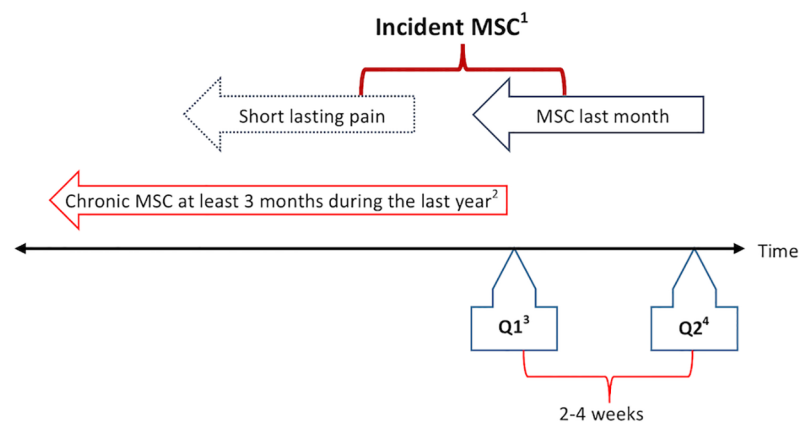 Incident MSC¹
Short lasting pain
MSC last month
Chronic MSC at least 3 months during the last year²
Time
Q1³
Q2⁴
2-4 weeks